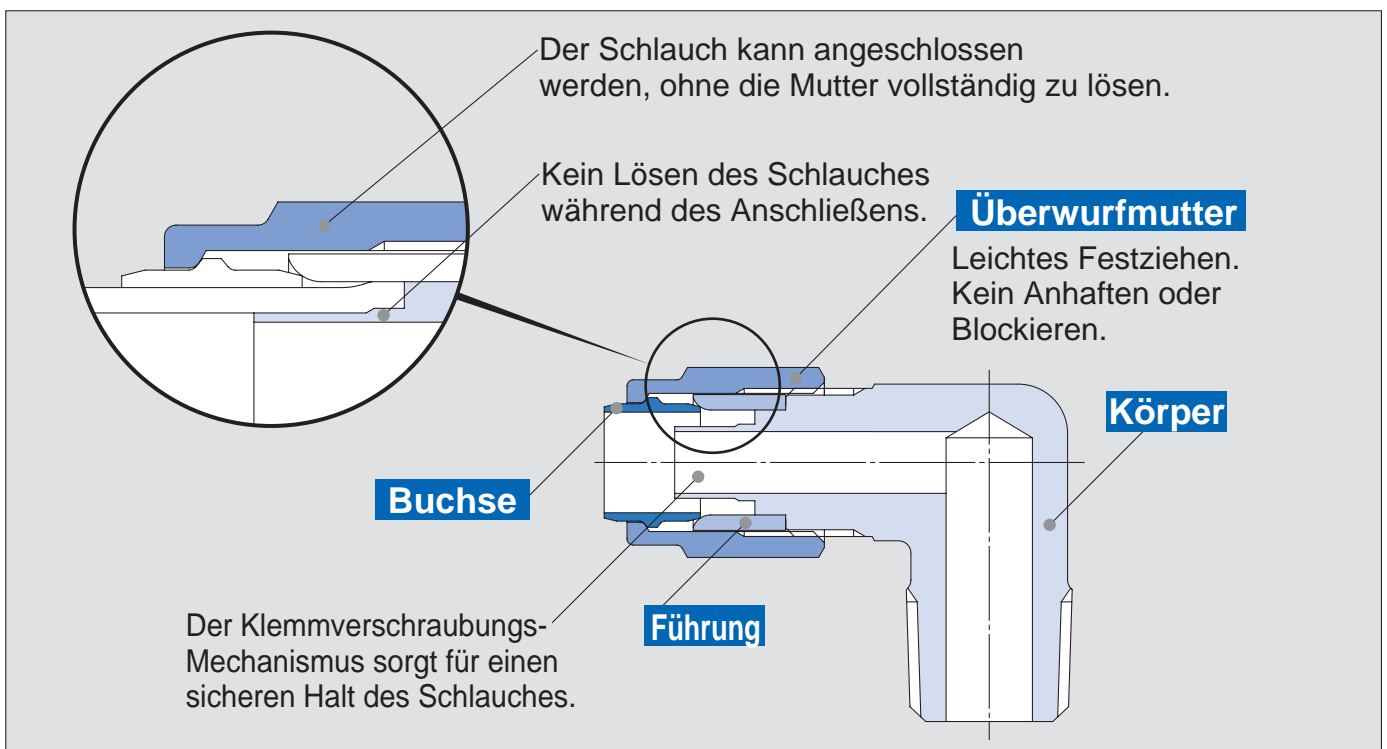 Der Schlauch kann angeschlossen
werden, ohne die Mutter vollständig zu lösen.
Kein Lösen des Schlauches
während des Anschließens.
Überwurfmutter
Leichtes Festziehen.
Kein Anhaften oder
Blockieren.
Körper
Buchse
Führung
Der Klemmverschraubungs-
Mechanismus sorgt für einen
sicheren Halt des Schlauches.